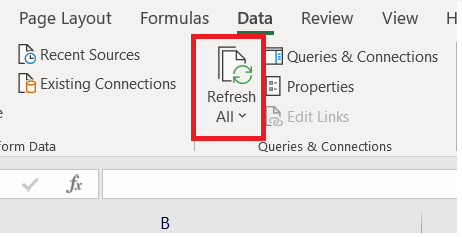 Page Layout Formulas Data Review View
Recent Sources
Existing Connections
Refresh
All
Queries & Connections
Properties
Edit Links
Queries & Connections
fx
B